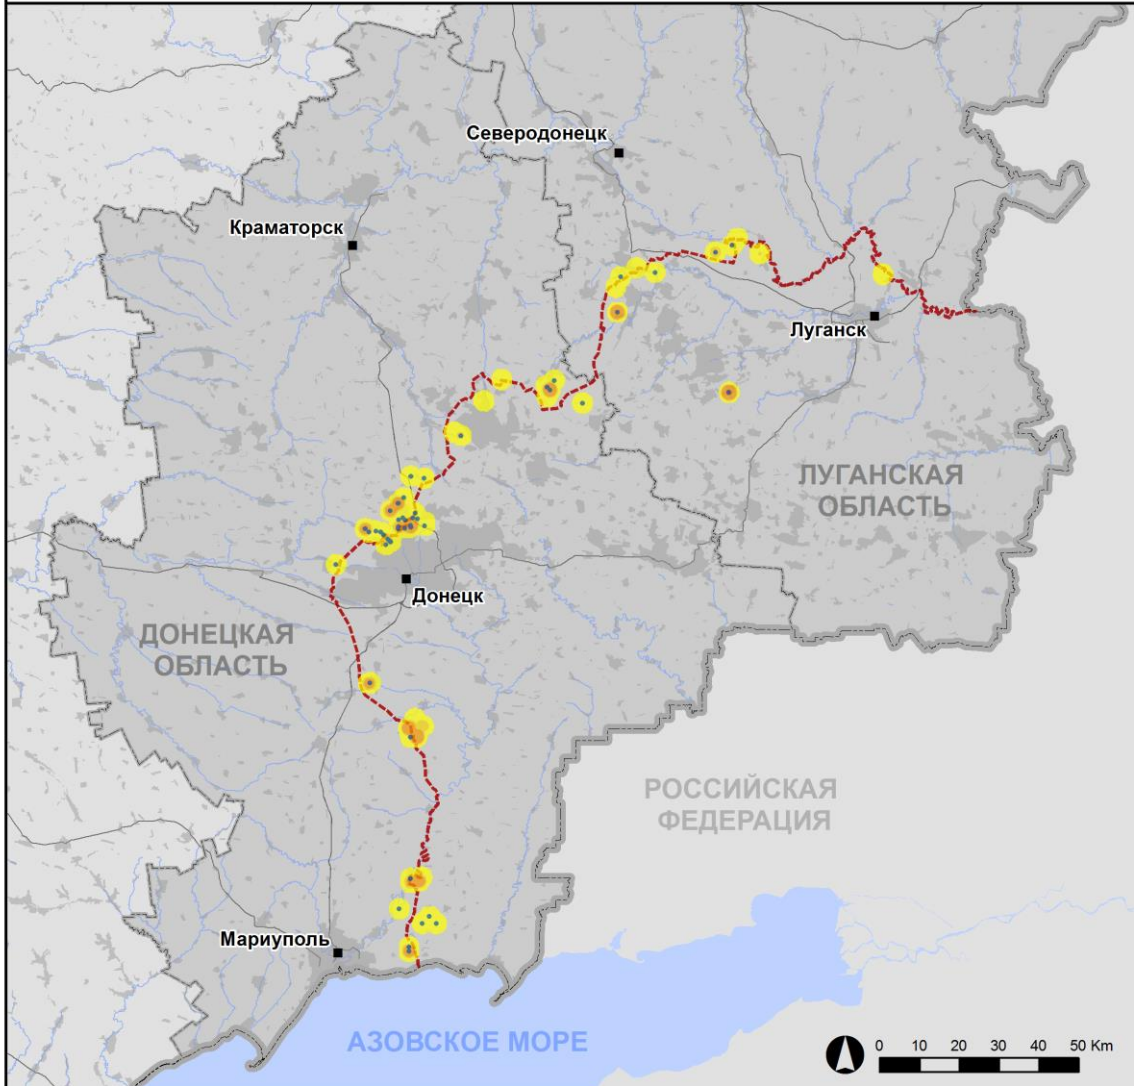 Северодонецк
Краматорск
Луганск
ЛУГАНСКАЯ
ОБЛАСТЬ
Донецк
ДОНЕЦКАЯ
ОБЛАСТЬ
РОССИЙСКАЯ
ФЕДЕРАЦИЯ
Мариуполь
АЗОВСКОЕ МОРЕ
0 10 20 30 40 50 Km